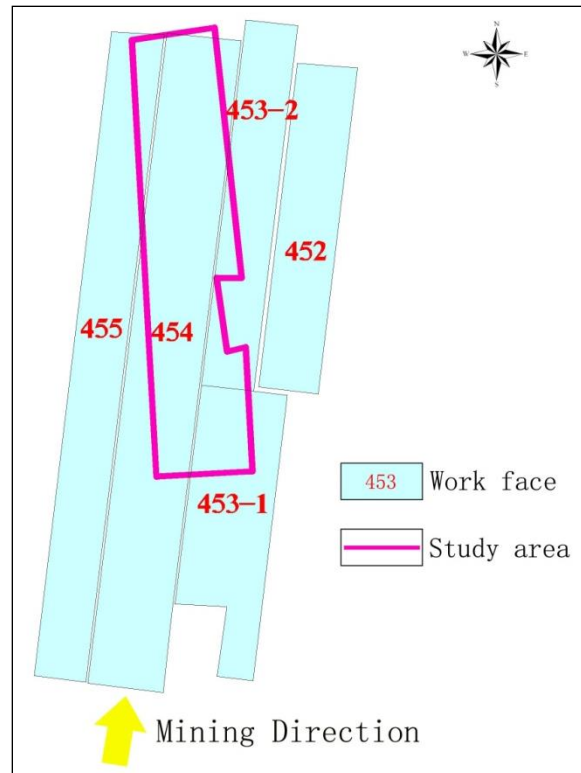 N
W E
S
453-2
452
455
454
453-1
453 Work face
Study area
Mining Direction